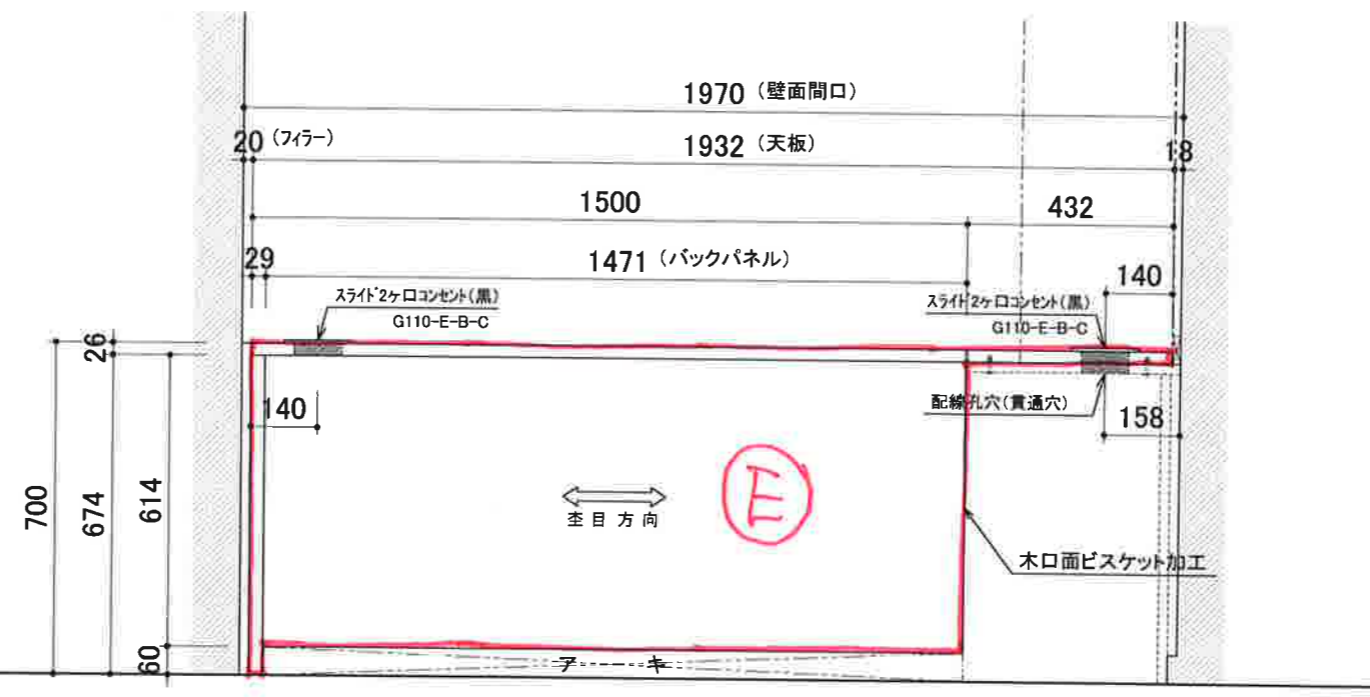 1970 (壁面間口)
20 (フィラー)
1932 (天板)
18
1500
432
29
1471 (バックパネル)
140
スライド2ケ口コンセント(黒)
G110-E-B-C
スライド2ケ口コンセント(黒)
G110-E-B-C
26
140
配線孔穴(貫通穴)
158
700
674
614
E
杢目方向
木口面ビスケット加工
60
アーキ